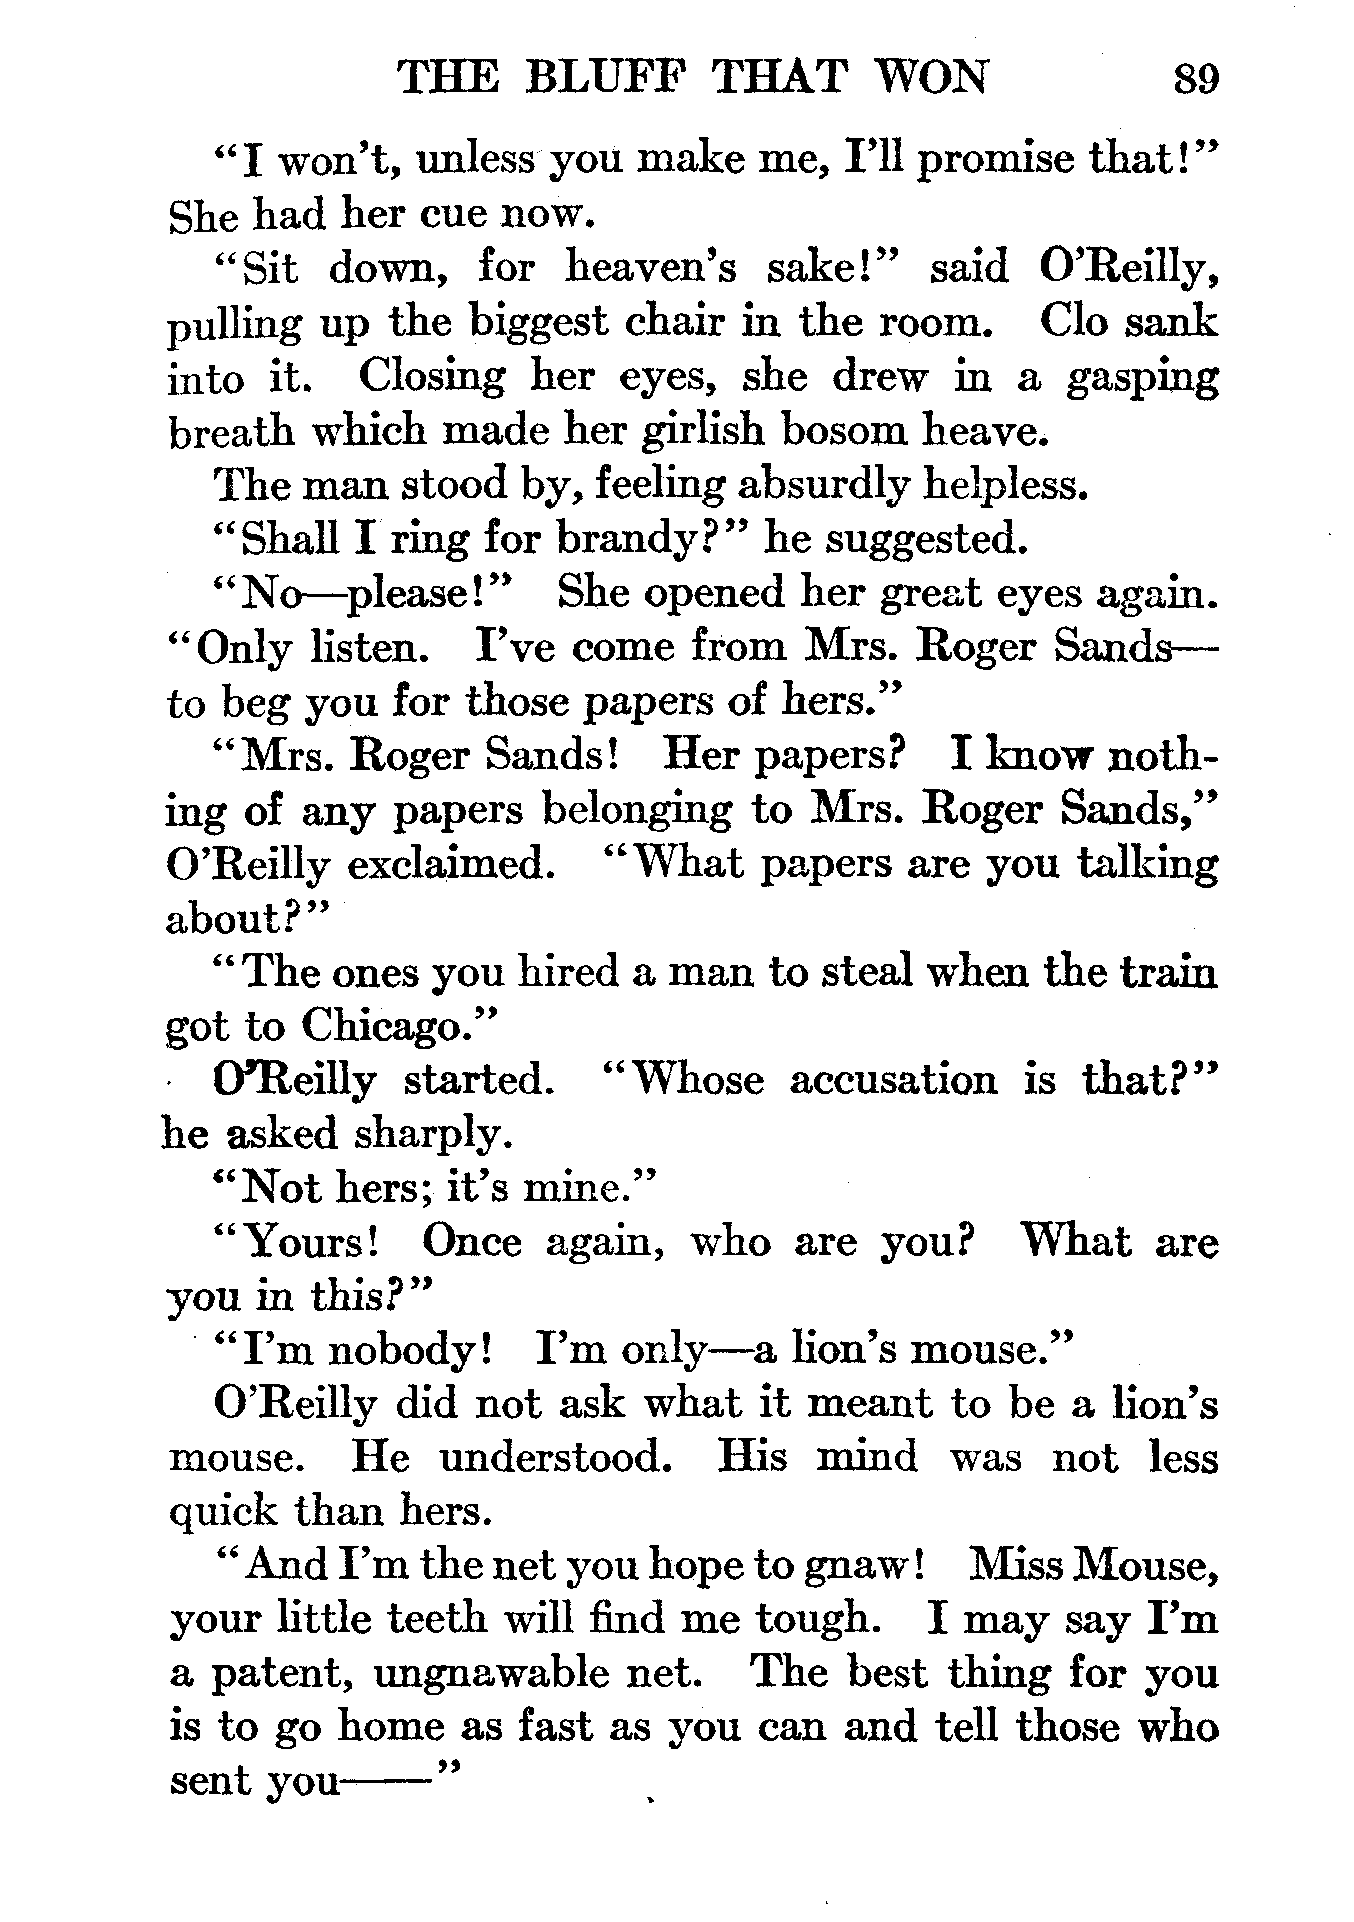 THE BLUFF THAT WON 89
“I won’t, unless you make me, I’ll promise that!”
She had her cue now.
“Sit down, for heaven’s sake!” said O’Reilly,
pulling up the biggest chair in the room. Clo sank
into it. Closing her eyes, she drew in a gasping
breath which made her girlish bosom heave.
The man stood by, feeling absurdly helpless.
“Shall I ring for brandy?” he suggested.
“No—please!” She opened her great eyes again.
“Only listen. I’ve come from Mrs. Roger Sands—
to beg you for those papers of hers.”
“Mrs. Roger Sands! Her papers? I know noth-
ing of any papers belonging to Mrs. Roger Sands,”
O’Reilly exclaimed. “What papers are you talking
about?”
“The ones you hired a man to steal when the train
got to Chicago.”
O’Reilly started. “Whose accusation is that?”
he asked sharply.
“Not hers; it’s mine.”
“Yours! Once again, who are you? What are
you in this?”
“I’m nobody! I’m only—a lion’s mouse.”
O’Reilly did not ask what it meant to be a lion’s
mouse. He understood. His mind was not less
quick than hers.
“And I’m the net you hope to gnaw! Miss Mouse,
your little teeth will find me tough. I may say I’m
a patent, ungnawable net. The best thing for you
is to go home as fast as you can and tell those who
sent you——”